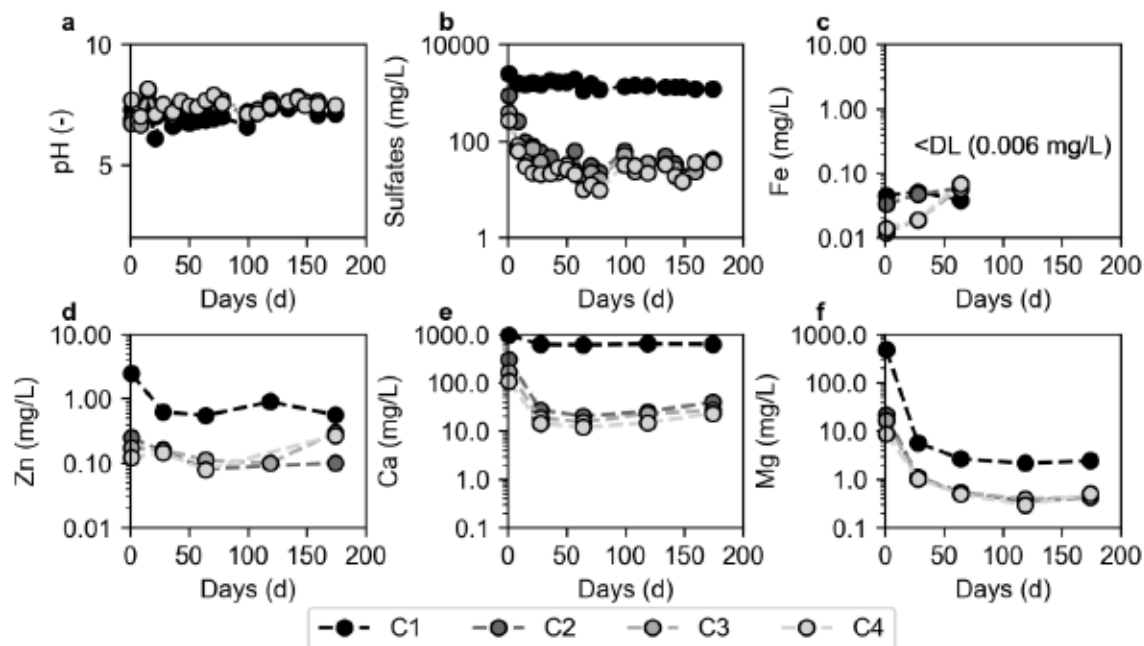 a
b
c
10
5
pH (-)
0 50 100 150 200
Days (d)
10000
100
1
Sulfates (mg/L)
0 50 100 150 200
Days (d)
10.00
1.00
0.10
0.01
Fe (mg/L)
<DL (0.006 mg/L)
0 50 100 150 200
Days (d)
d
e
f
10.00
1.00
0.10
0.01
Zn (mg/L)
0 50 100 150 200
Days (d)
1000.0
100.0
10.0
1.0
0.1
Ca (mg/L)
0 50 100 150 200
Days (d)
1000.0
100.0
10.0
1.0
0.1
Mg (mg/L)
0 50 100 150 200
Days (d)
C1 C2 C3 C4